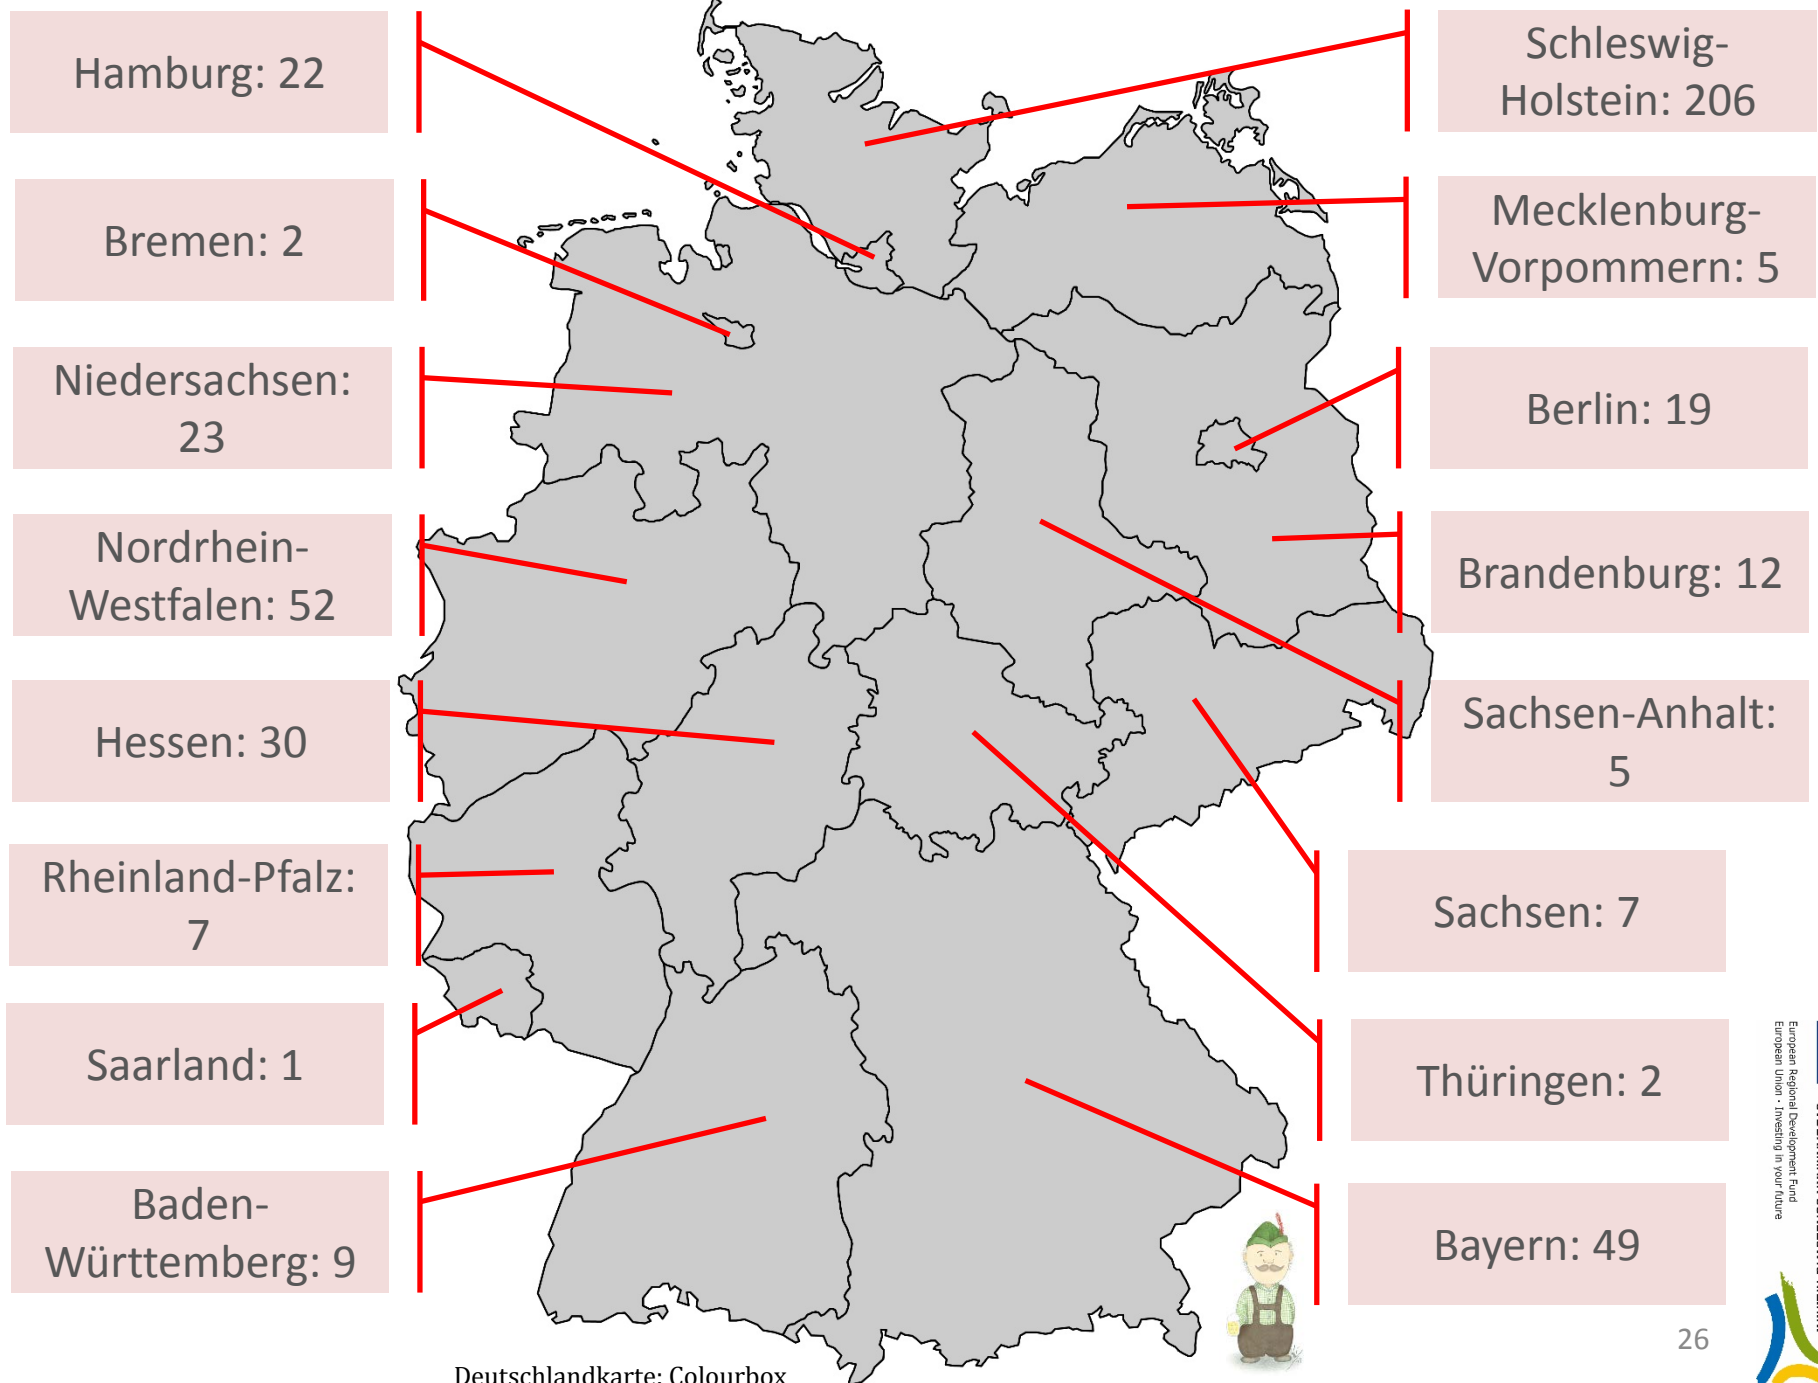 Hamburg: 22
Bremen: 2
Niedersachsen:
23
Nordrhein-
Westfalen: 52
Hessen: 30
Rheinland-Pfalz:
7
Saarland: 1
Baden-
Württemberg: 9
Schleswig-
Holstein: 206
Mecklenburg-
Vorpommern: 5
Berlin: 19
Brandenburg: 12
Sachsen-Anhalt:
5
Sachsen: 7
Thüringen: 2
Bayern: 49
European Regional Development Fund
European Union · Investing in your future
26
Deutschlandkarte: Colourbox